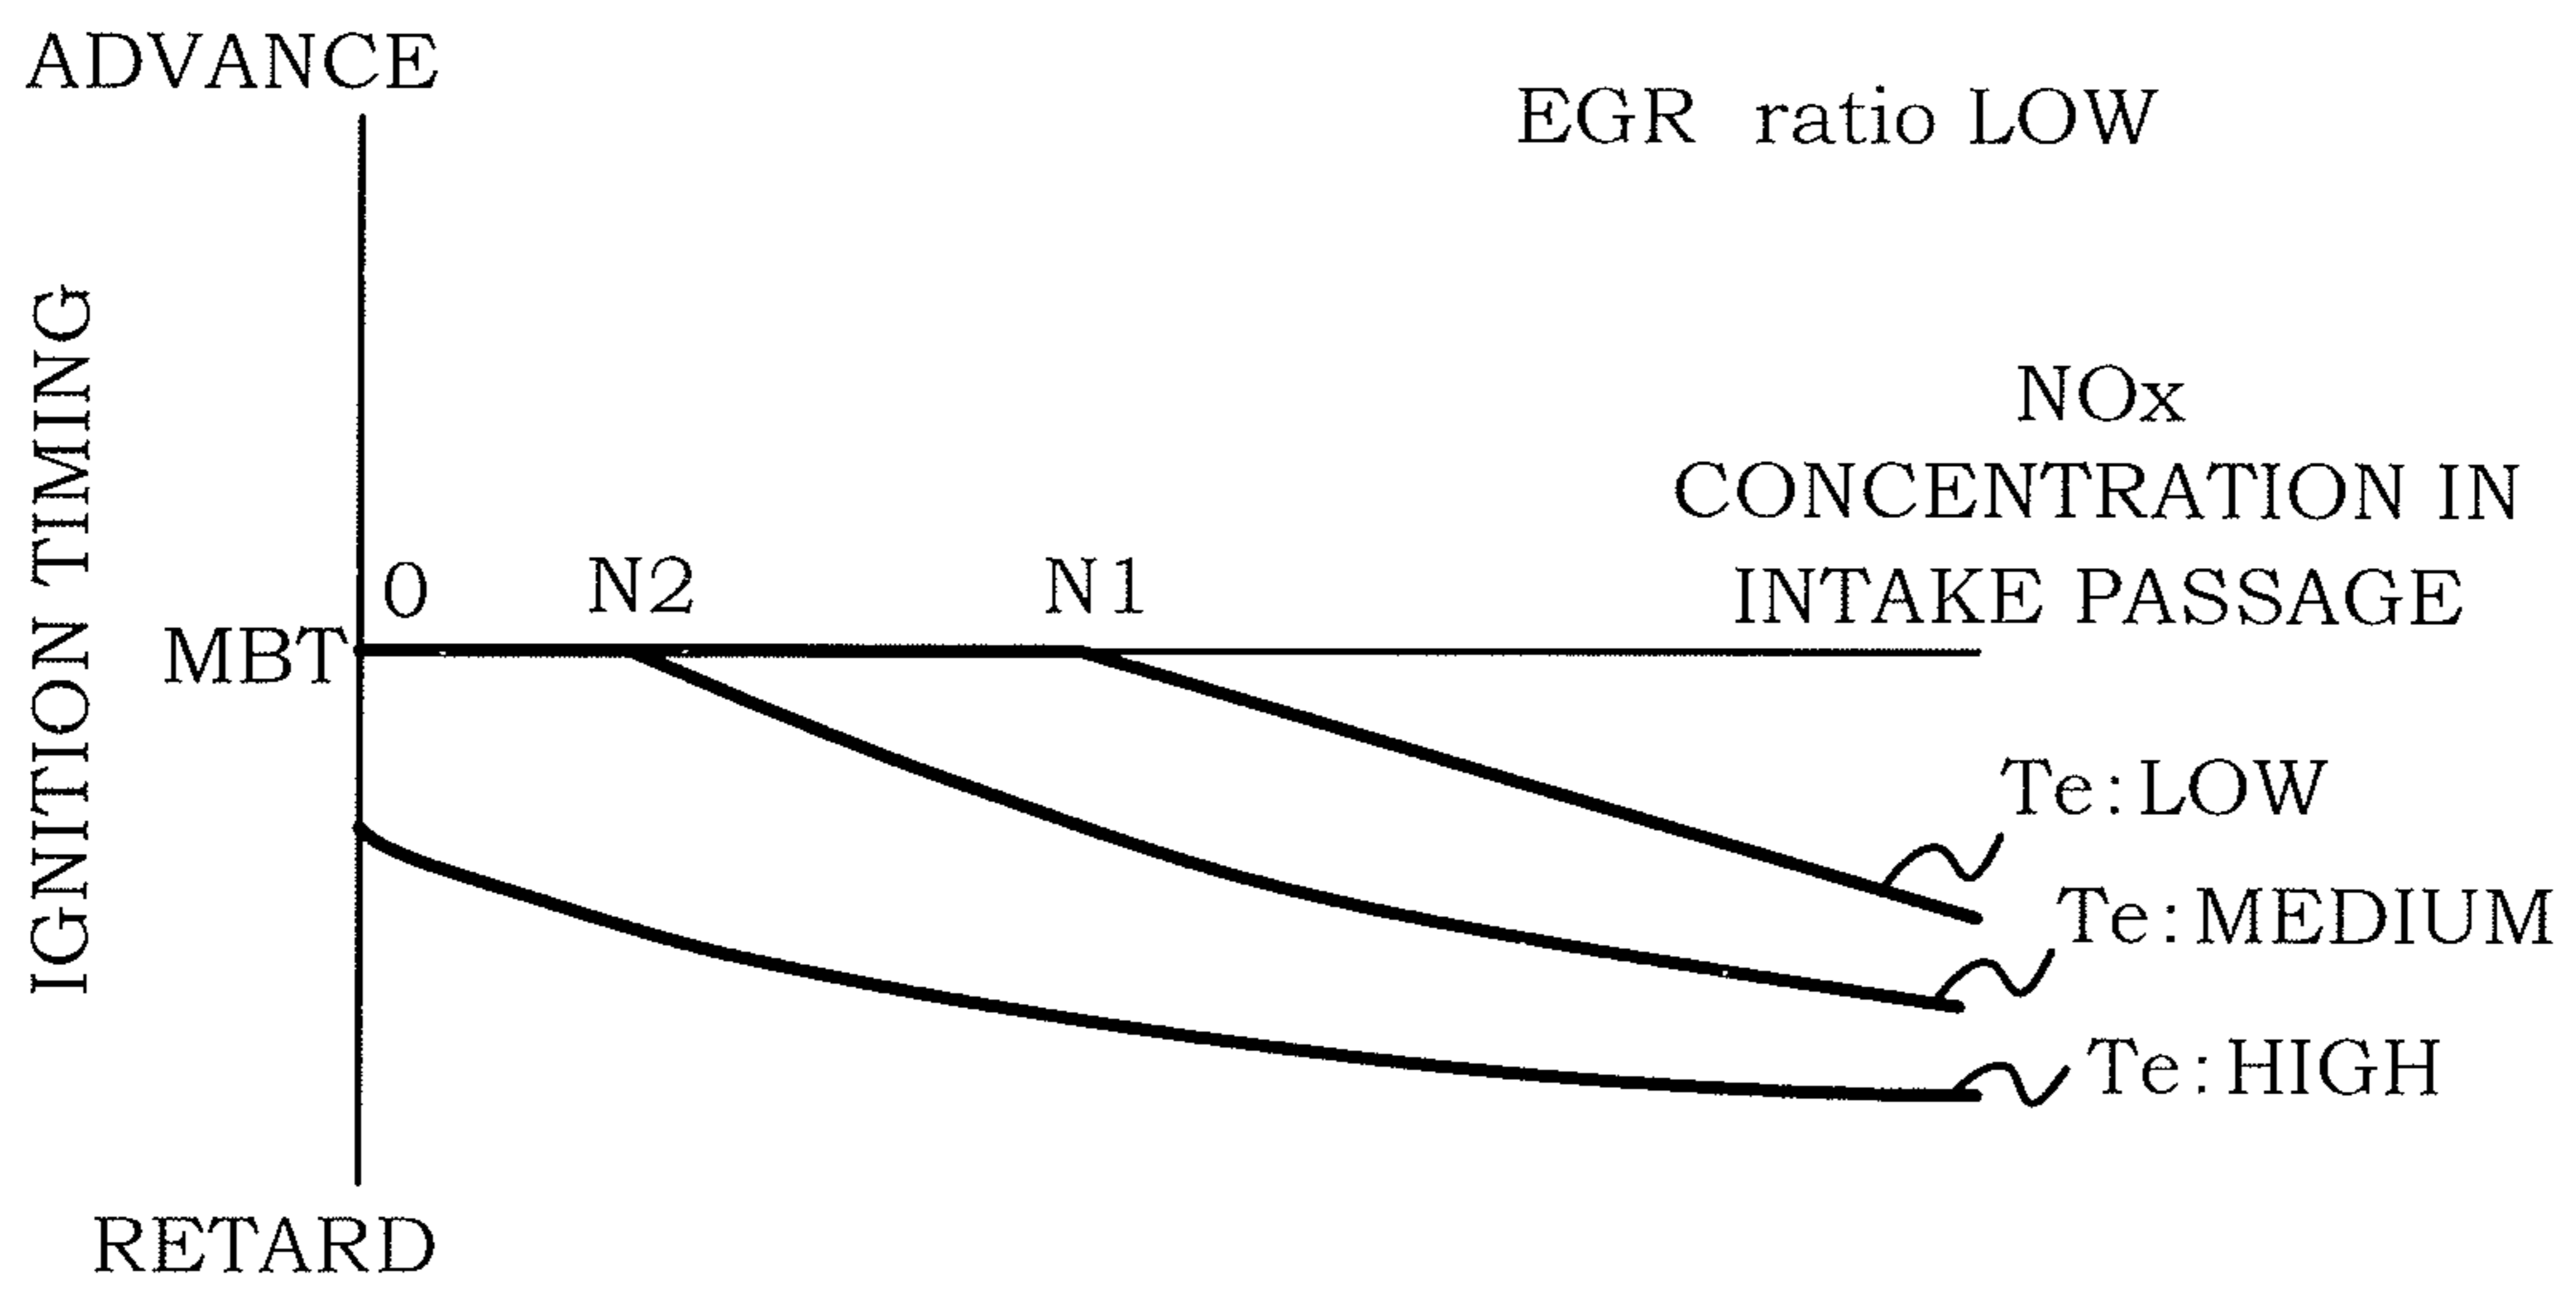 ADVANCE
EGR ratio LOW
IGNITION TIMING
NOx
CONCENTRATION IN
INTAKE PASSAGE
0
N2
N1
MBT
Te:LOW
Te:MEDIUM
Te:HIGH
RETARD